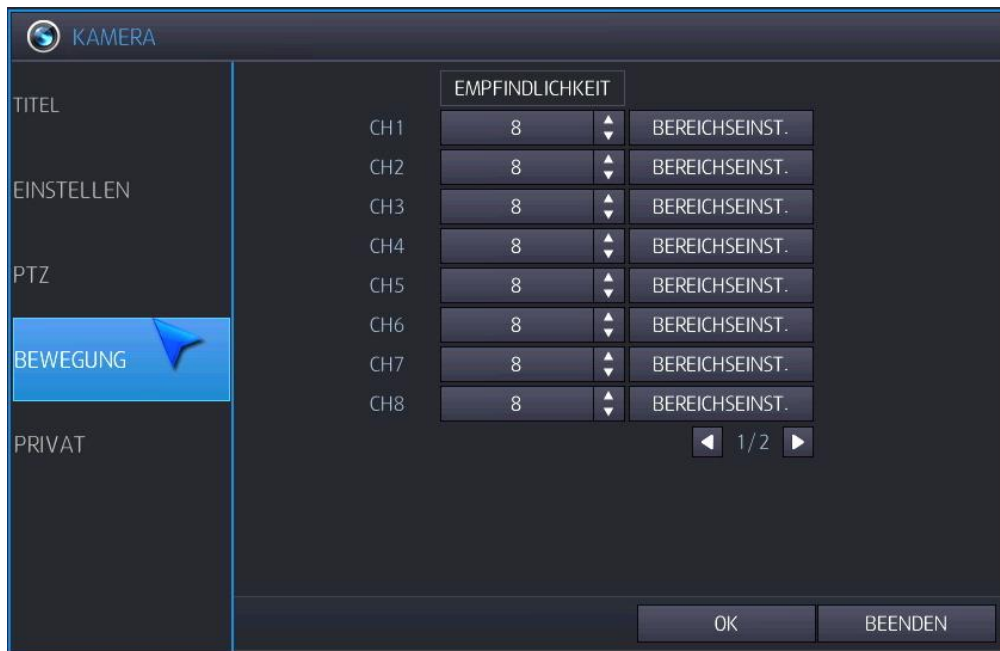 KAMERA
TITEL
EINSTELLEN
PTZ
BEWEGUNG
PRIVAT
EMPFINDLICHKEIT
CH1 8 BEREICHSEINST.
CH2 8 BEREICHSEINST.
CH3 8 BEREICHSEINST.
CH4 8 BEREICHSEINST.
CH5 8 BEREICHSEINST.
CH6 8 BEREICHSEINST.
CH7 8 BEREICHSEINST.
CH8 8 BEREICHSEINST.
1/2
OK BEENDEN